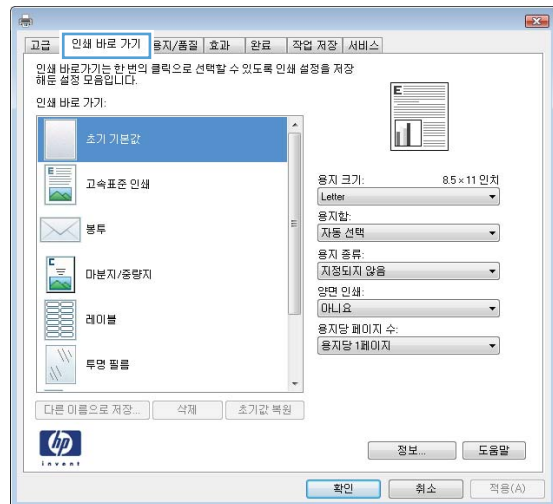 고급 인쇄 바로 가기 용지/품질 효과 완료 작업 저장 서비스
인쇄 바로가기는 한 번의 클릭으로 선택할 수 있도록 인쇄 설정을 저장
해둔 설정 모음입니다.
인쇄 바로 가기:
초기 기본값
고속표준 인쇄
봉투
마분지/중량지
레이블
투명 필름
E
E
C
용지 크기: 8.5 × 11 인치
Letter
용지함:
자동 선택
용지 종류:
지정되지 않음
양면 인쇄:
아니요
용지당 페이지 수:
용지당 1페이지
다른 이름으로 저장... 삭제 초기값 복원
hp
invent
정보... 도움말
확인 취소 적용(A)